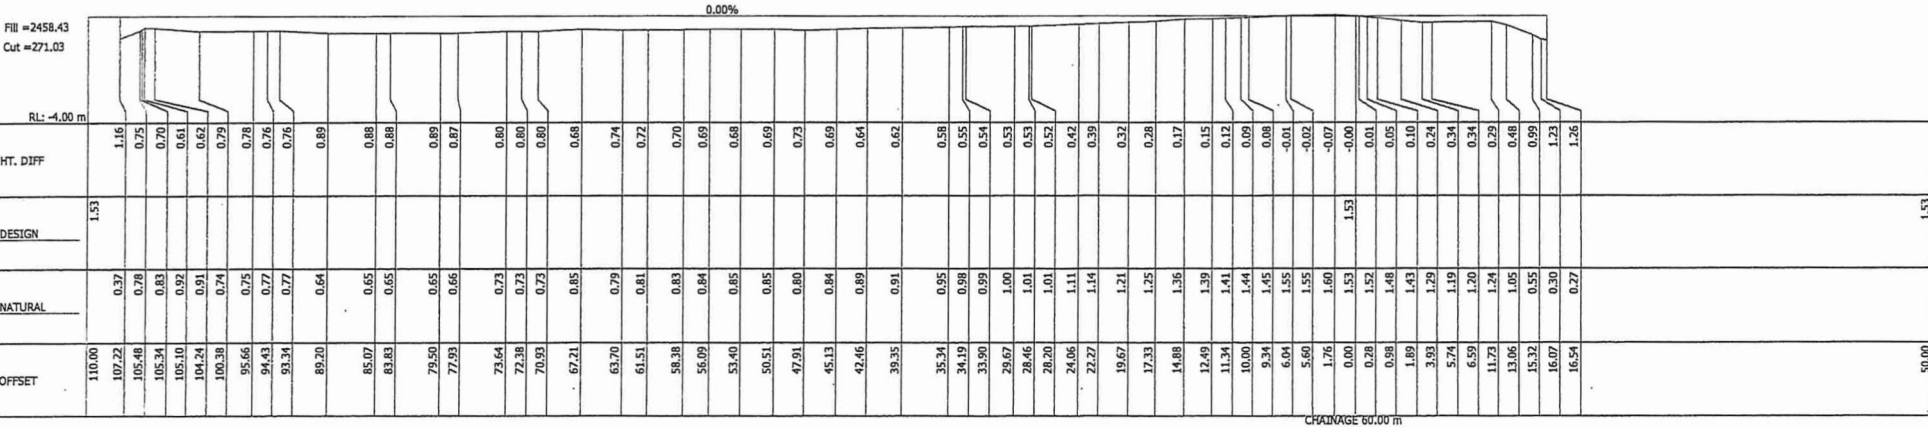 0.00%
Fill =2458.43
Cut =271.03
RL: -4.00 m
HT. DIFF 1.16 0.75 0.70 0.61 0.62 0.79 0.78 0.76 0.76 0.89 0.88 0.88 0.89 0.87 0.80 0.80 0.80 0.68 0.74 0.72 0.70 0.69 0.68 0.69 0.73 0.69 0.64 0.62 0.58 0.55 0.54 0.53 0.53 0.52 0.42 0.39 0.32 0.28 0.17 0.15 0.12 0.09 0.08 -0.01 -0.02 -0.07 -0.00 0.01 0.05 0.10 0.24 0.34 0.34 0.29 0.48 0.99 1.23 1.26
DESIGN 1.53 1.53 1.53
NATURAL 0.37 0.78 0.83 0.92 0.91 0.74 0.75 0.77 0.77 0.64 0.65 0.65 0.65 0.66 0.73 0.73 0.73 0.85 0.79 0.81 0.83 0.84 0.85 0.85 0.80 0.84 0.89 0.91 0.95 0.98 0.99 1.00 1.01 1.01 1.11 1.14 1.21 1.25 1.36 1.39 1.41 1.44 1.45 1.55 1.55 1.60 1.53 1.52 1.48 1.43 1.29 1.19 1.20 1.24 1.05 0.55 0.30 0.27
OFFSET 110.00 107.22 105.48 105.34 105.10 104.24 100.38 95.66 94.43 93.34 89.20 85.07 83.83 79.50 77.93 73.64 72.38 70.93 67.21 63.70 61.51 58.38 56.09 53.40 50.51 47.91 45.13 42.46 39.35 35.34 34.19 33.90 29.67 28.46 28.20 24.06 22.27 19.67 17.33 14.88 12.49 11.34 10.00 9.34 6.04 5.60 1.76 0.00 0.28 0.98 1.89 3.93 5.74 6.59 11.73 13.06 15.32 16.07 16.54 50.00
CHAINAGE 60.00 m